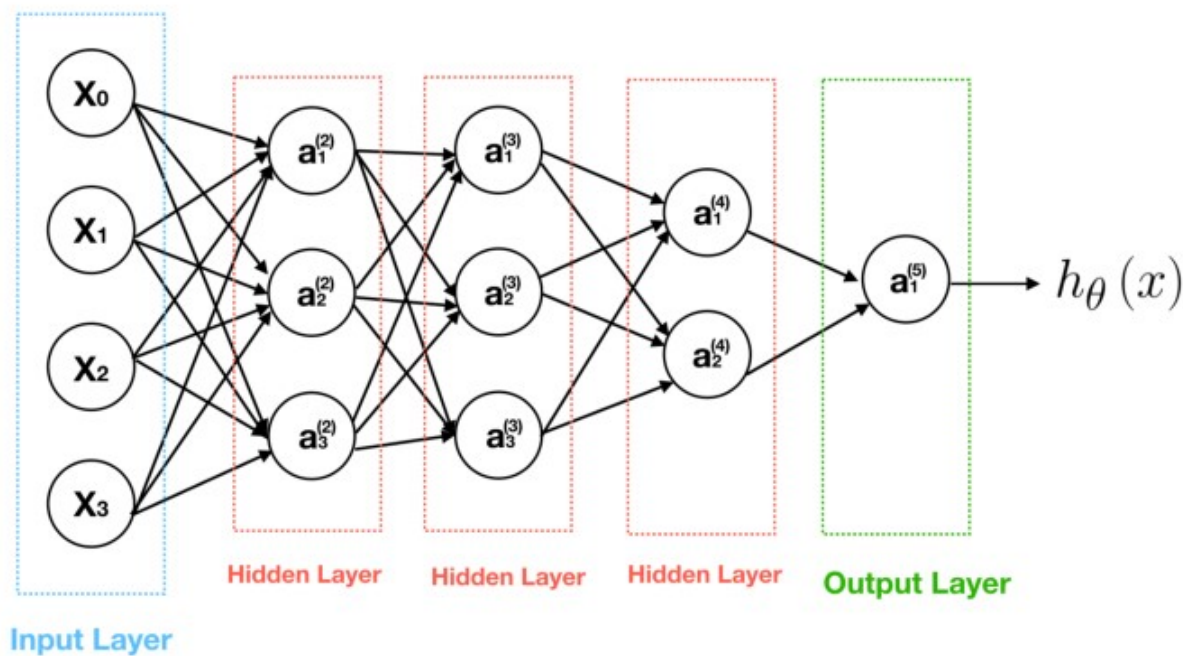 X₀
X₁
X₂
X₃
a₁⁽²⁾
a₂⁽²⁾
a₃⁽²⁾
a₁⁽³⁾
a₂⁽³⁾
a₃⁽³⁾
a₁⁽⁴⁾
a₂⁽⁴⁾
a₁⁽⁵⁾
h_θ (x)
Input Layer
Hidden Layer
Hidden Layer
Hidden Layer
Output Layer